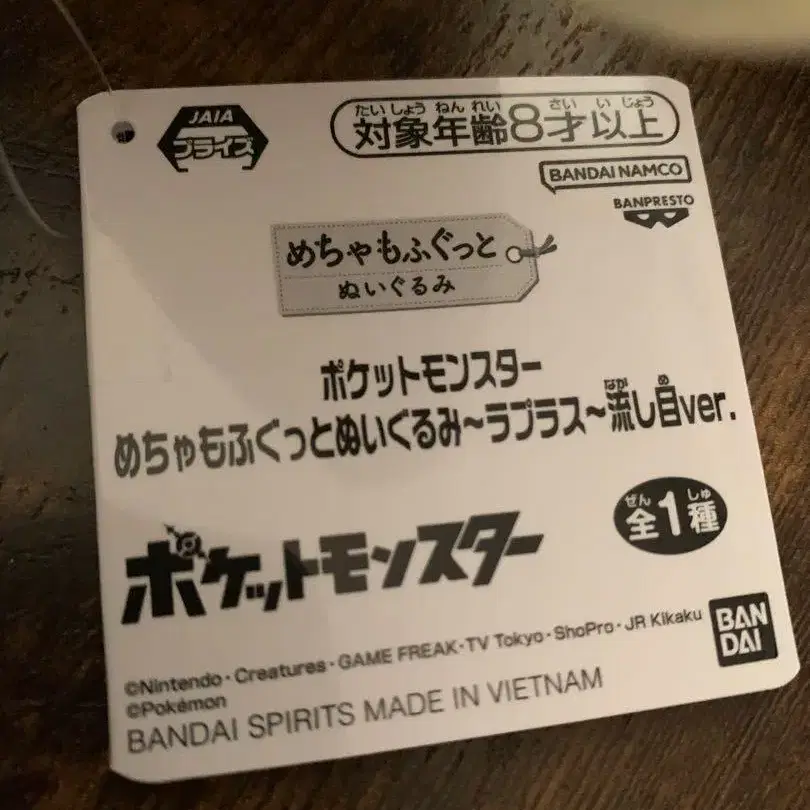 JAIA
プライズ
たいしょうねんれい さいいじょう
対象年齢8才以上
BANDAI NAMCO
BANPRESTO
めちゃもふぐっと
ぬいぐるみ
ポケットモンスター
なが め
めちゃもふぐっとぬいぐるみ～ラプラス～流し目ver.
ぜん しゅ
全1種
ポケットモンスター
©Nintendo・Creatures・GAME FREAK・TV Tokyo・ShoPro・JR Kikaku
©Pokémon
BAN
DAI
BANDAI SPIRITS MADE IN VIETNAM